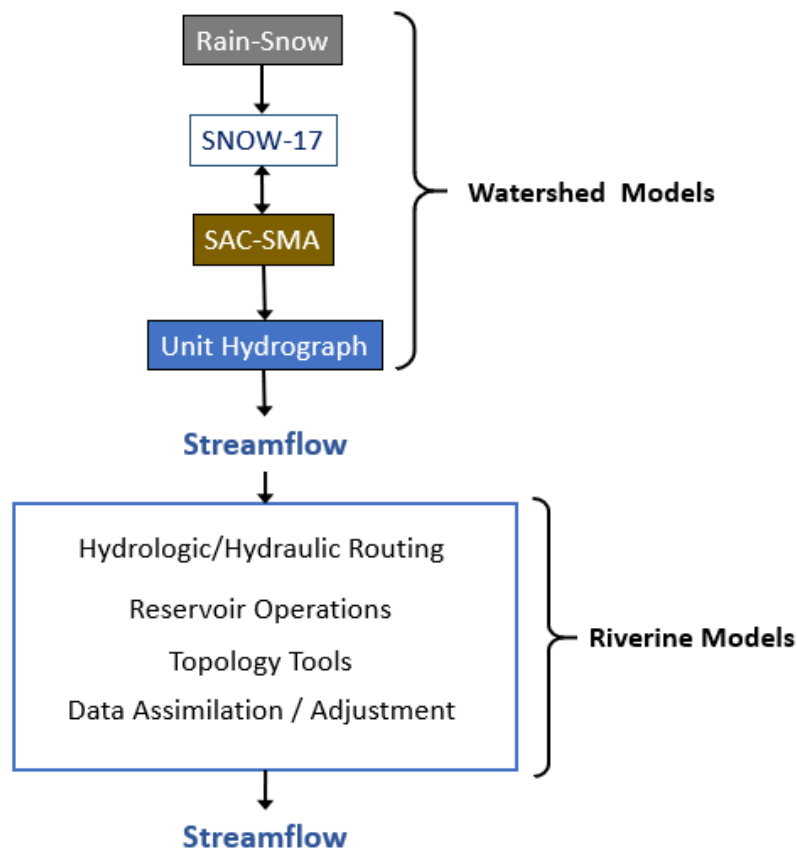 Rain-Snow
SNOW-17
SAC-SMA
Unit Hydrograph
Watershed Models
Streamflow
Hydrologic/Hydraulic Routing
Reservoir Operations
Topology Tools
Data Assimilation / Adjustment
Riverine Models
Streamflow